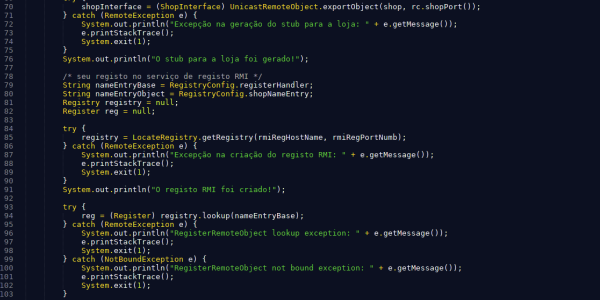 70 shopInterface = (ShopInterface) UnicastRemoteObject.exportObject(shop, rc.shopPort());
71 } catch (RemoteException e) {
72 System.out.println("Excepção na geração do stub para a loja: " + e.getMessage());
73 e.printStackTrace();
74 System.exit(1);
75 }
76 System.out.println("O stub para a loja foi gerado!");
77
78 /* seu registo no serviço de registo RMI */
79 String nameEntryBase = RegistryConfig.registerHandler;
80 String nameEntryObject = RegistryConfig.shopNameEntry;
81 Registry registry = null;
82 Register reg = null;
83
84 try {
85 registry = LocateRegistry.getRegistry(rmiRegHostName, rmiRegPortNumb);
86 } catch (RemoteException e) {
87 System.out.println("Excepção na criação do registo RMI: " + e.getMessage());
88 e.printStackTrace();
89 System.exit(1);
90 }
91 System.out.println("O registo RMI foi criado!");
92
93 try {
94 reg = (Register) registry.lookup(nameEntryBase);
95 } catch (RemoteException e) {
96 System.out.println("RegisterRemoteObject lookup exception: " + e.getMessage());
97 e.printStackTrace();
98 System.exit(1);
99 } catch (NotBoundException e) {
100 System.out.println("RegisterRemoteObject not bound exception: " + e.getMessage());
101 e.printStackTrace();
102 System.exit(1);
103 }